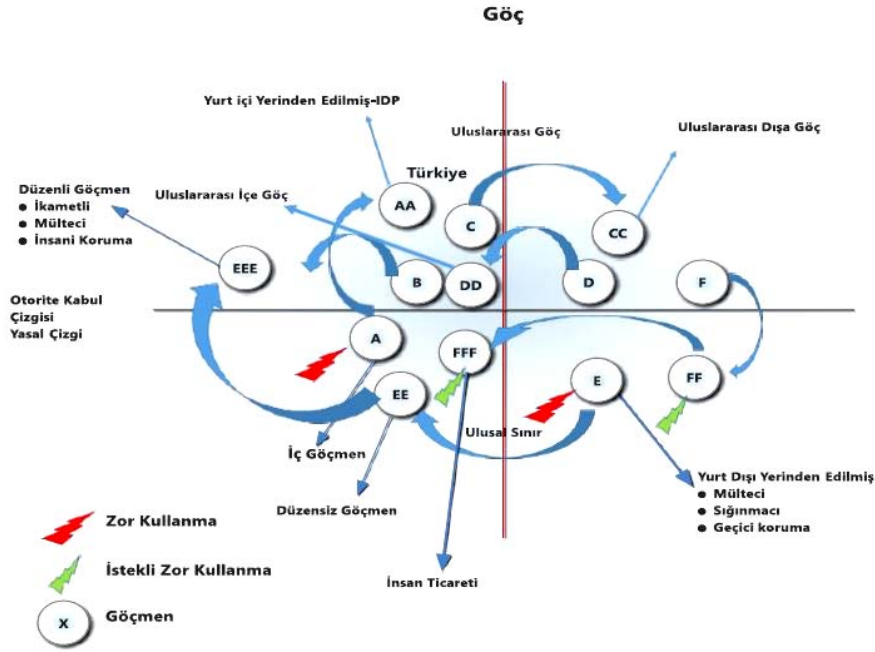 Göç
Yurt içi Yerinden Edilmiş-IDP
Uluslararası Göç
Uluslararası Dışa Göç
Türkiye
Düzenli Göçmen
● İkametli
● Mülteci
● İnsani Koruma
Uluslararası İçe Göç
AA
C
CC
EEE
B
DD
D
F
Otorite Kabul
Çizgisi
Yasal Çizgi
A
FFF
EE
E
FF
Ulusal Sınır
İç Göçmen
Düzensiz Göçmen
Yurt Dışı Yerinden Edilmiş
● Mülteci
● Sığınmacı
● Geçici koruma
İnsan Ticareti
Zor Kullanma
İstekli Zor Kullanma
X
Göçmen